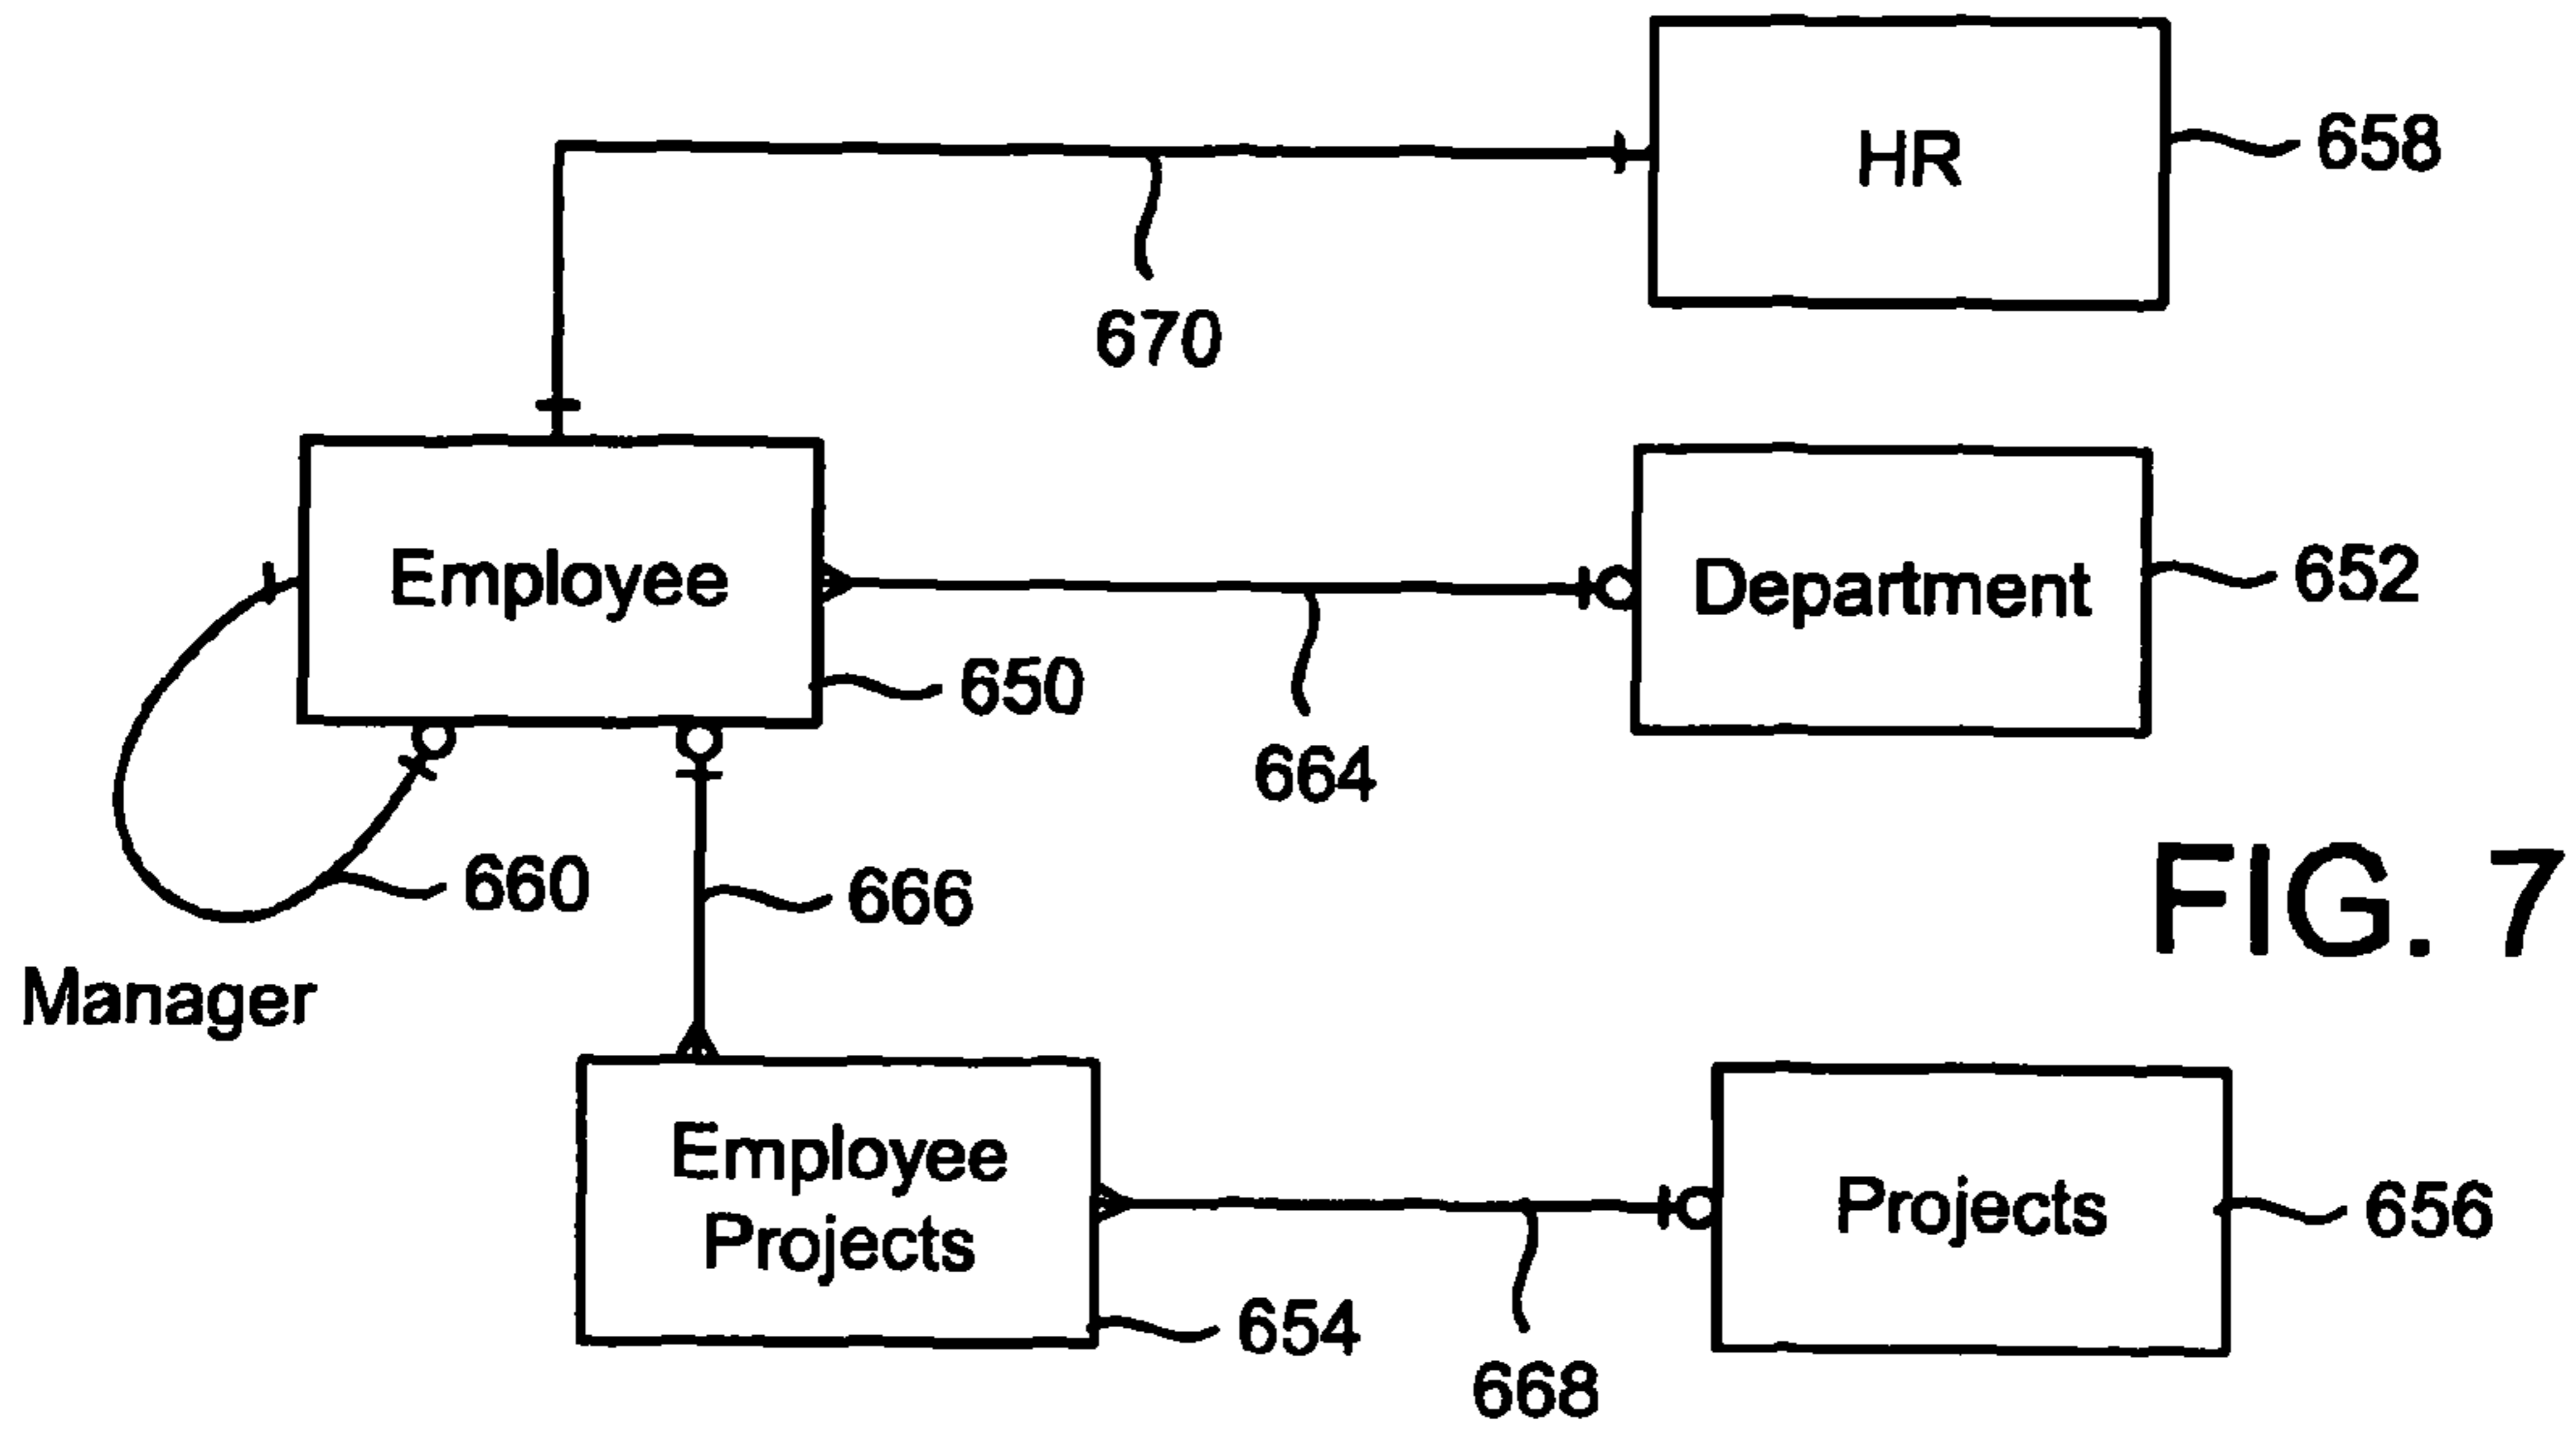 HR
658
670
Employee
Department
652
650
664
660
666
FIG. 7
Manager
Employee
Projects
Projects
656
654
668